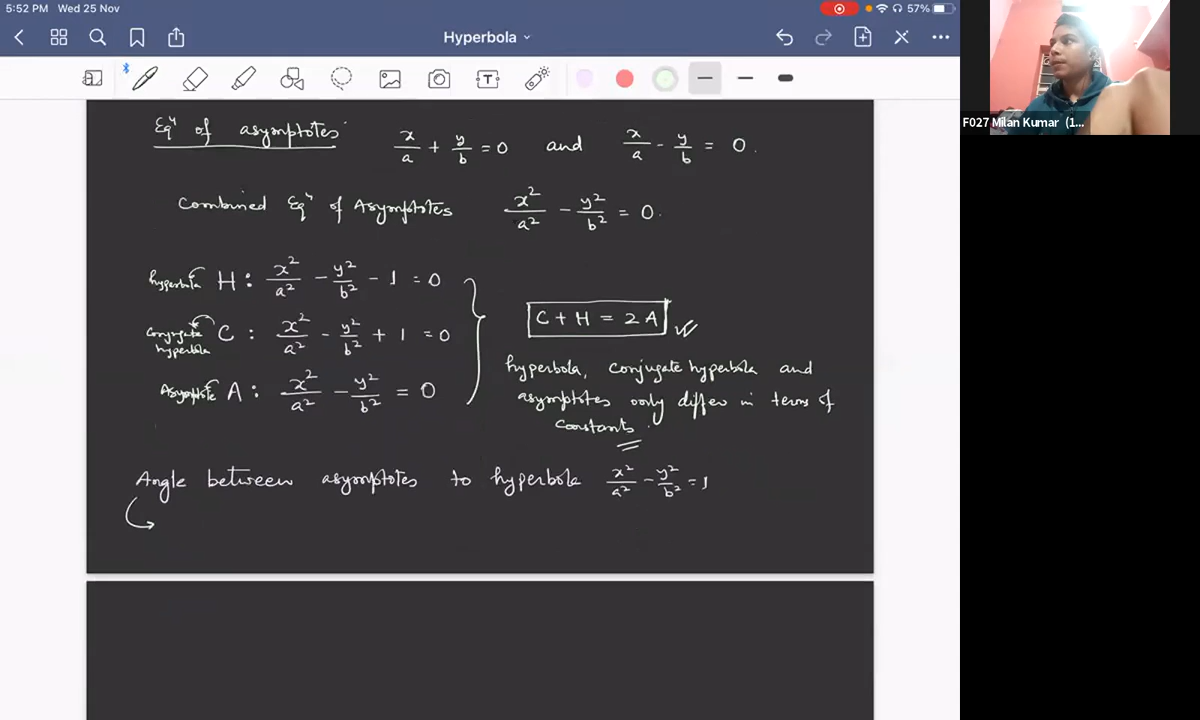 5:52 PM Wed 25 Nov
57%
Hyperbola
F027 Milan Kumar (1...
Eqⁿ of asymptotes x/a + y/b = 0 and x/a - y/b = 0.
Combined Eqⁿ of Asymptotes x²/a² - y²/b² = 0.
hyperbola H : x²/a² - y²/b² - 1 = 0
Conjugate hyperbola C : x²/a² - y²/b² + 1 = 0
Asymptote A : x²/a² - y²/b² = 0
C + H = 2A
hyperbola, conjugate hyperbola and
asymptotes only differ in terms of
constants.
Angle between asymptotes to hyperbola x²/a² - y²/b² = 1